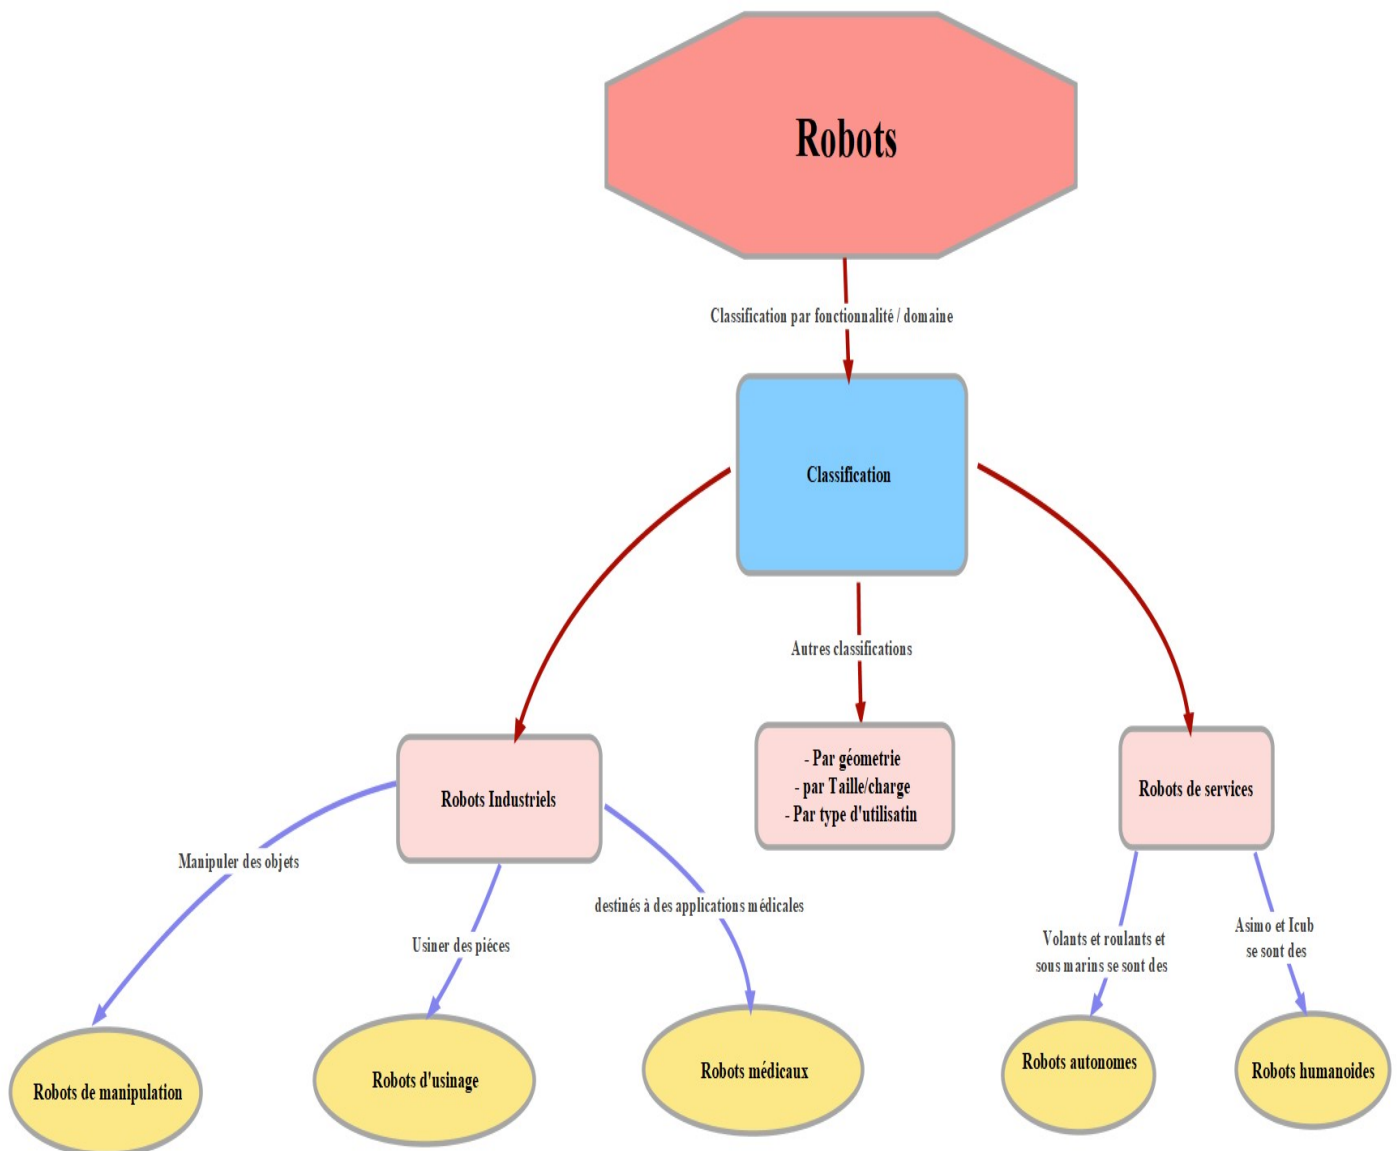 Robots
Classification par fonctionnalité / domaine
Classification
Autres classifications
Robots Industriels
- Par géometrie
- par Taille/charge
- Par type d'utilisatin
Robots de services
Manipuler des objets
Usiner des piéces
destinés à des applications médicales
Volants et roulants et
sous marins se sont des
Asimo et Icub
se sont des
Robots de manipulation
Robots d'usinage
Robots médicaux
Robots autonomes
Robots humanoides